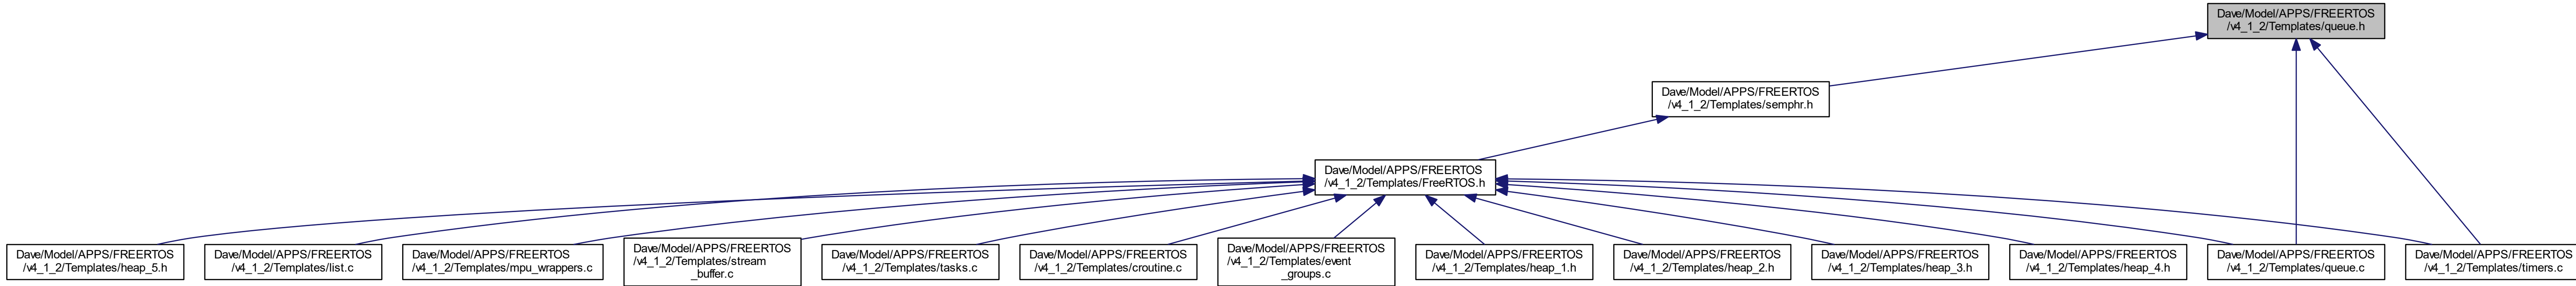 Dave/Model/APPS/FREERTOS
/v4_1_2/Templates/queue.h
Dave/Model/APPS/FREERTOS
/v4_1_2/Templates/semphr.h
Dave/Model/APPS/FREERTOS
/v4_1_2/Templates/FreeRTOS.h
Dave/Model/APPS/FREERTOS
/v4_1_2/Templates/heap_5.h
Dave/Model/APPS/FREERTOS
/v4_1_2/Templates/list.c
Dave/Model/APPS/FREERTOS
/v4_1_2/Templates/mpu_wrappers.c
Dave/Model/APPS/FREERTOS
/v4_1_2/Templates/stream
_buffer.c
Dave/Model/APPS/FREERTOS
/v4_1_2/Templates/tasks.c
Dave/Model/APPS/FREERTOS
/v4_1_2/Templates/croutine.c
Dave/Model/APPS/FREERTOS
/v4_1_2/Templates/event
_groups.c
Dave/Model/APPS/FREERTOS
/v4_1_2/Templates/heap_1.h
Dave/Model/APPS/FREERTOS
/v4_1_2/Templates/heap_2.h
Dave/Model/APPS/FREERTOS
/v4_1_2/Templates/heap_3.h
Dave/Model/APPS/FREERTOS
/v4_1_2/Templates/heap_4.h
Dave/Model/APPS/FREERTOS
/v4_1_2/Templates/queue.c
Dave/Model/APPS/FREERTOS
/v4_1_2/Templates/timers.c